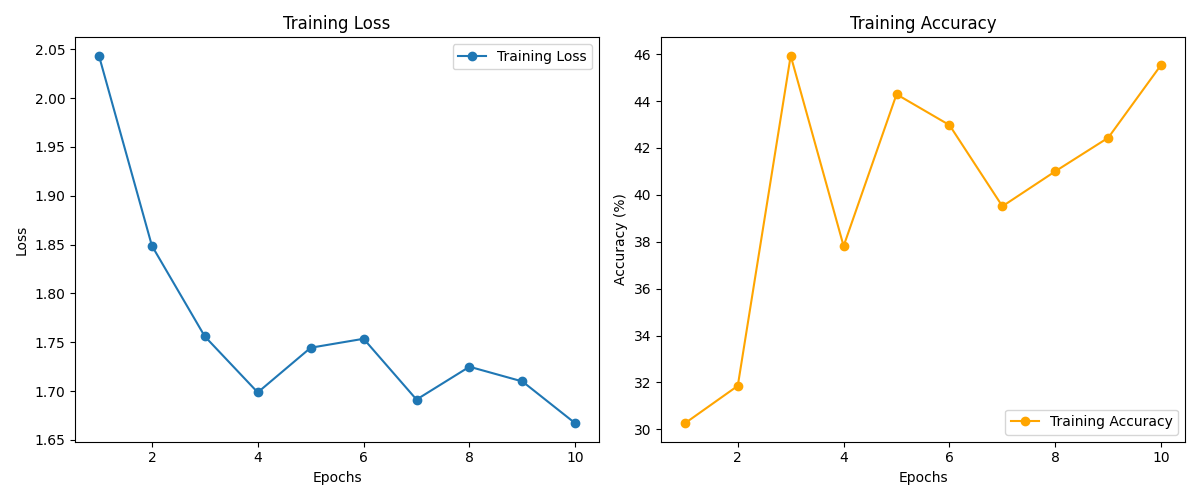 Training Loss
Training Loss
2.05
2.00
1.95
1.90
1.85
1.80
1.75
1.70
1.65
Loss
2 4 6 8 10
Epochs
Training Accuracy
46
44
42
40
38
36
34
32
30
Accuracy (%)
Training Accuracy
2 4 6 8 10
Epochs